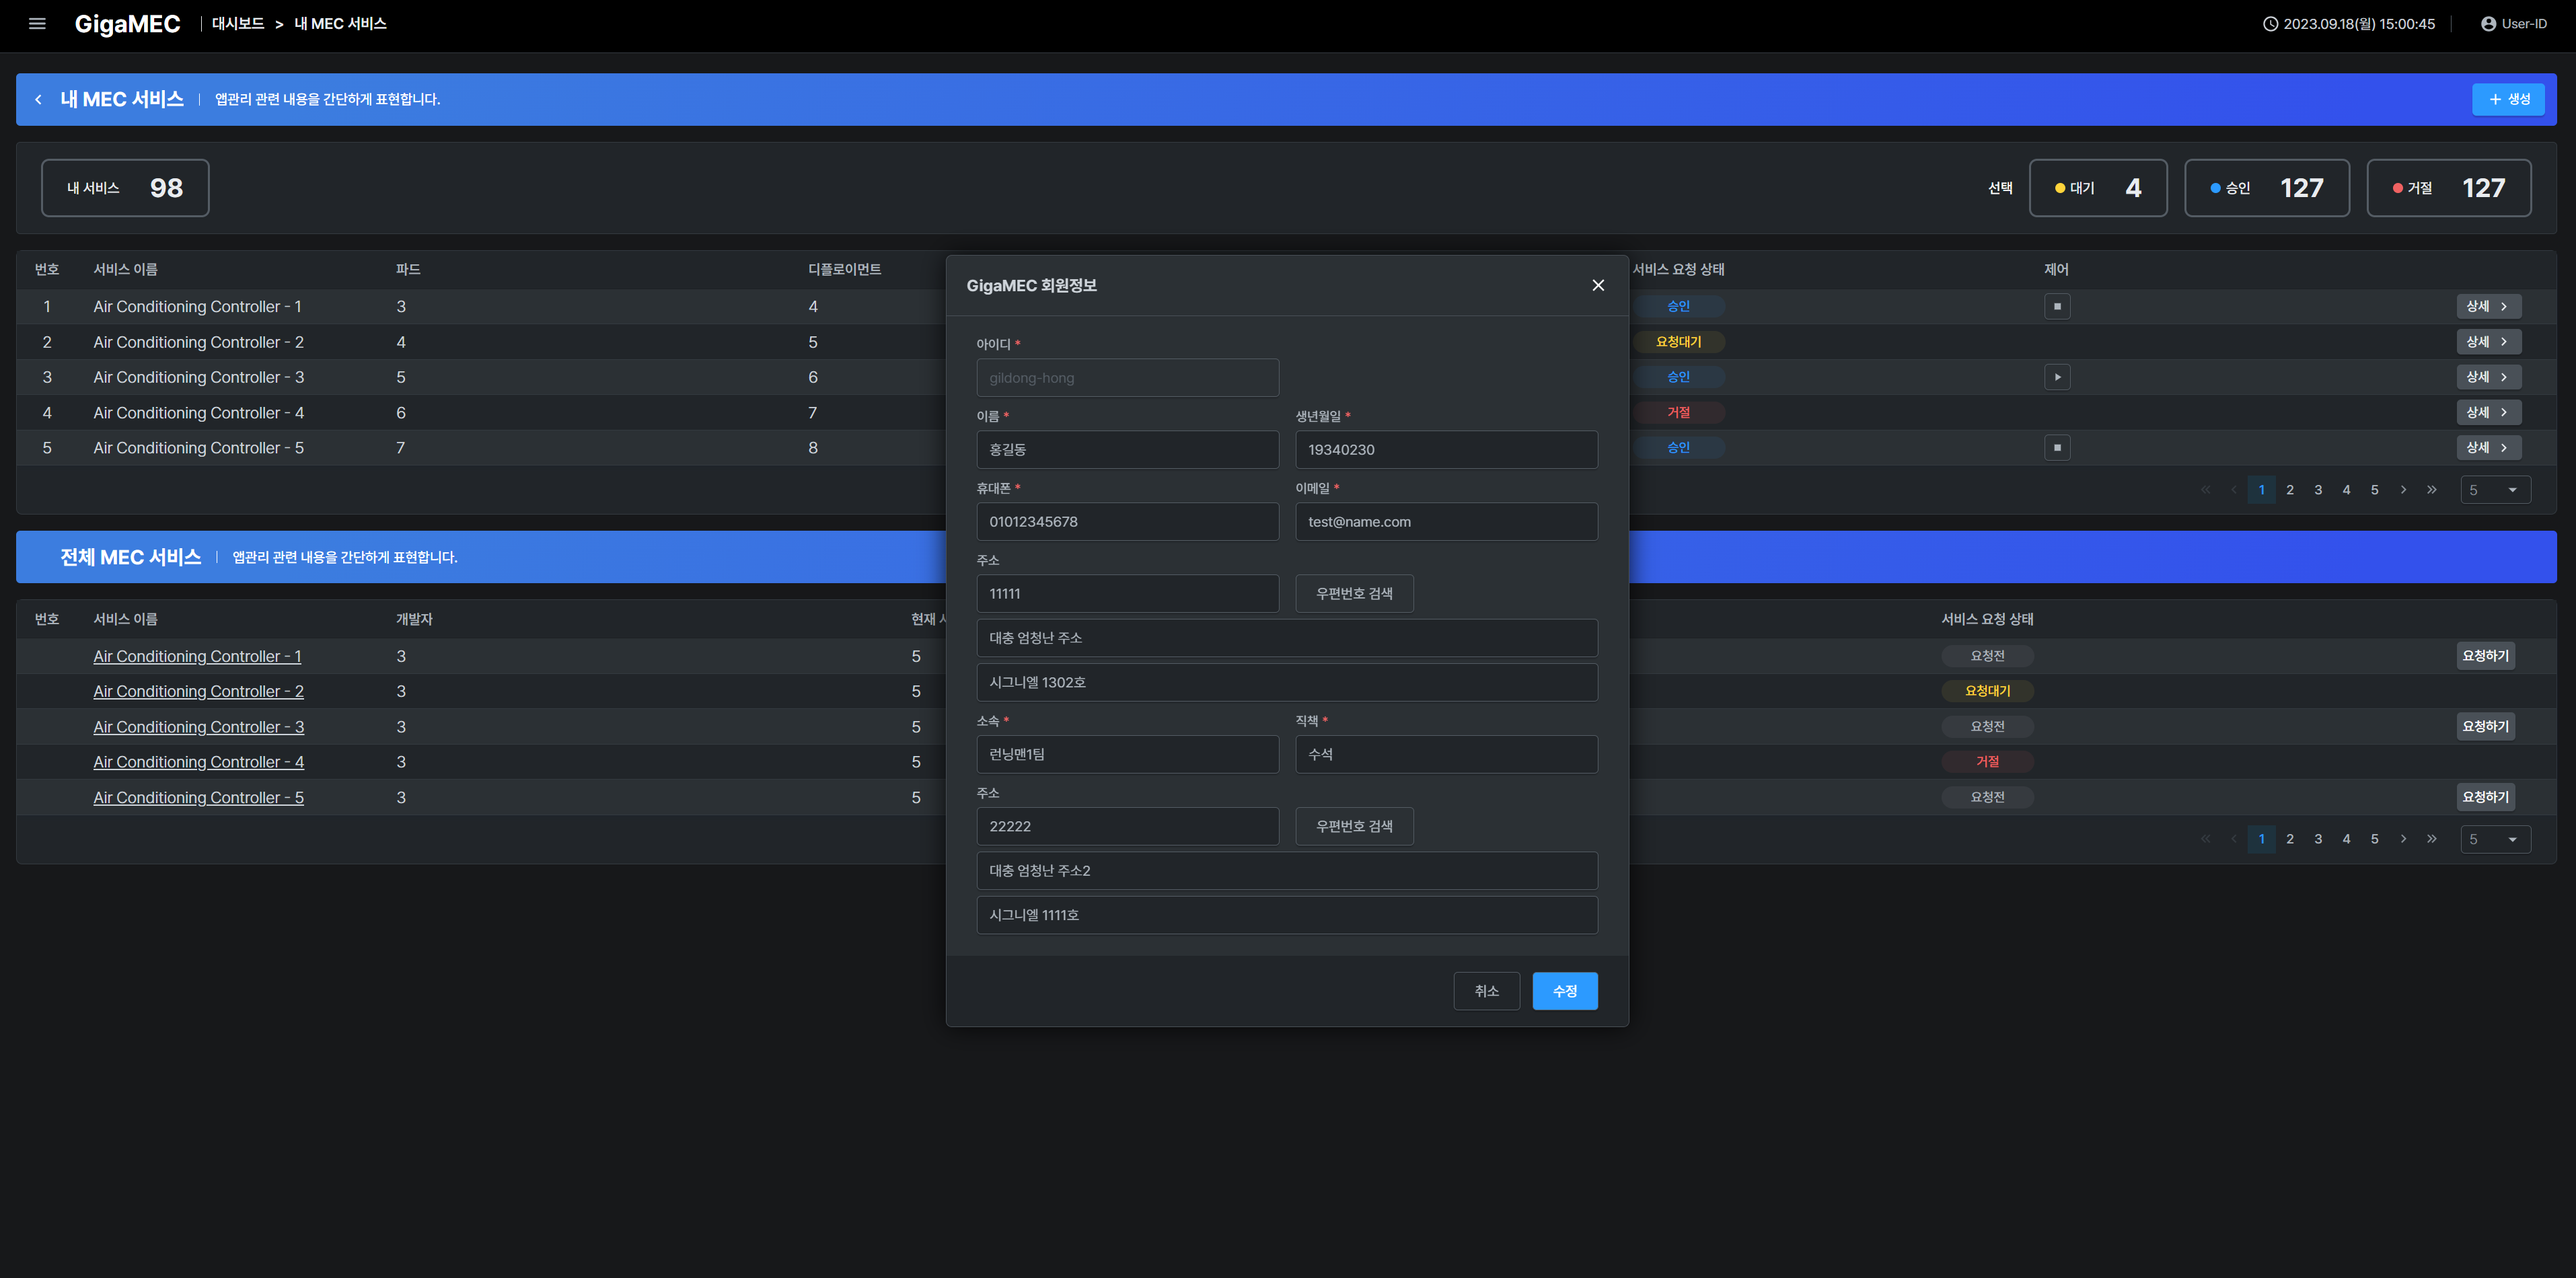 GigaMEC 대시보드 > 내 MEC 서비스 2023.09.18(월) 15:00:45 User-ID
내 MEC 서비스 앱관리 관련 내용을 간단하게 표현합니다. + 생성
내 서비스 98 선택 대기 4 승인 127 거절 127
번호 서비스 이름 파드 디플로이먼트 서비스 요청 상태 제어
1 Air Conditioning Controller - 1 3 4 승인 상세
2 Air Conditioning Controller - 2 4 5 요청대기 상세
3 Air Conditioning Controller - 3 5 6 승인 상세
4 Air Conditioning Controller - 4 6 7 거절 상세
5 Air Conditioning Controller - 5 7 8 승인 상세
1 2 3 4 5 5
전체 MEC 서비스 앱관리 관련 내용을 간단하게 표현합니다.
번호 서비스 이름 개발자 현재 서비스 요청 상태
Air Conditioning Controller - 1 3 5 요청전 요청하기
Air Conditioning Controller - 2 3 5 요청대기
Air Conditioning Controller - 3 3 5 요청전 요청하기
Air Conditioning Controller - 4 3 5 거절
Air Conditioning Controller - 5 3 5 요청전 요청하기
1 2 3 4 5 5
GigaMEC 회원정보
아이디 *
gildong-hong
이름 * 생년월일 *
홍길동 19340230
휴대폰 * 이메일 *
01012345678 test@name.com
주소
11111 우편번호 검색
대충 엄청난 주소
시그니엘 1302호
소속 * 직책 *
런닝맨1팀 수석
주소
22222 우편번호 검색
대충 엄청난 주소2
시그니엘 1111호
취소 수정